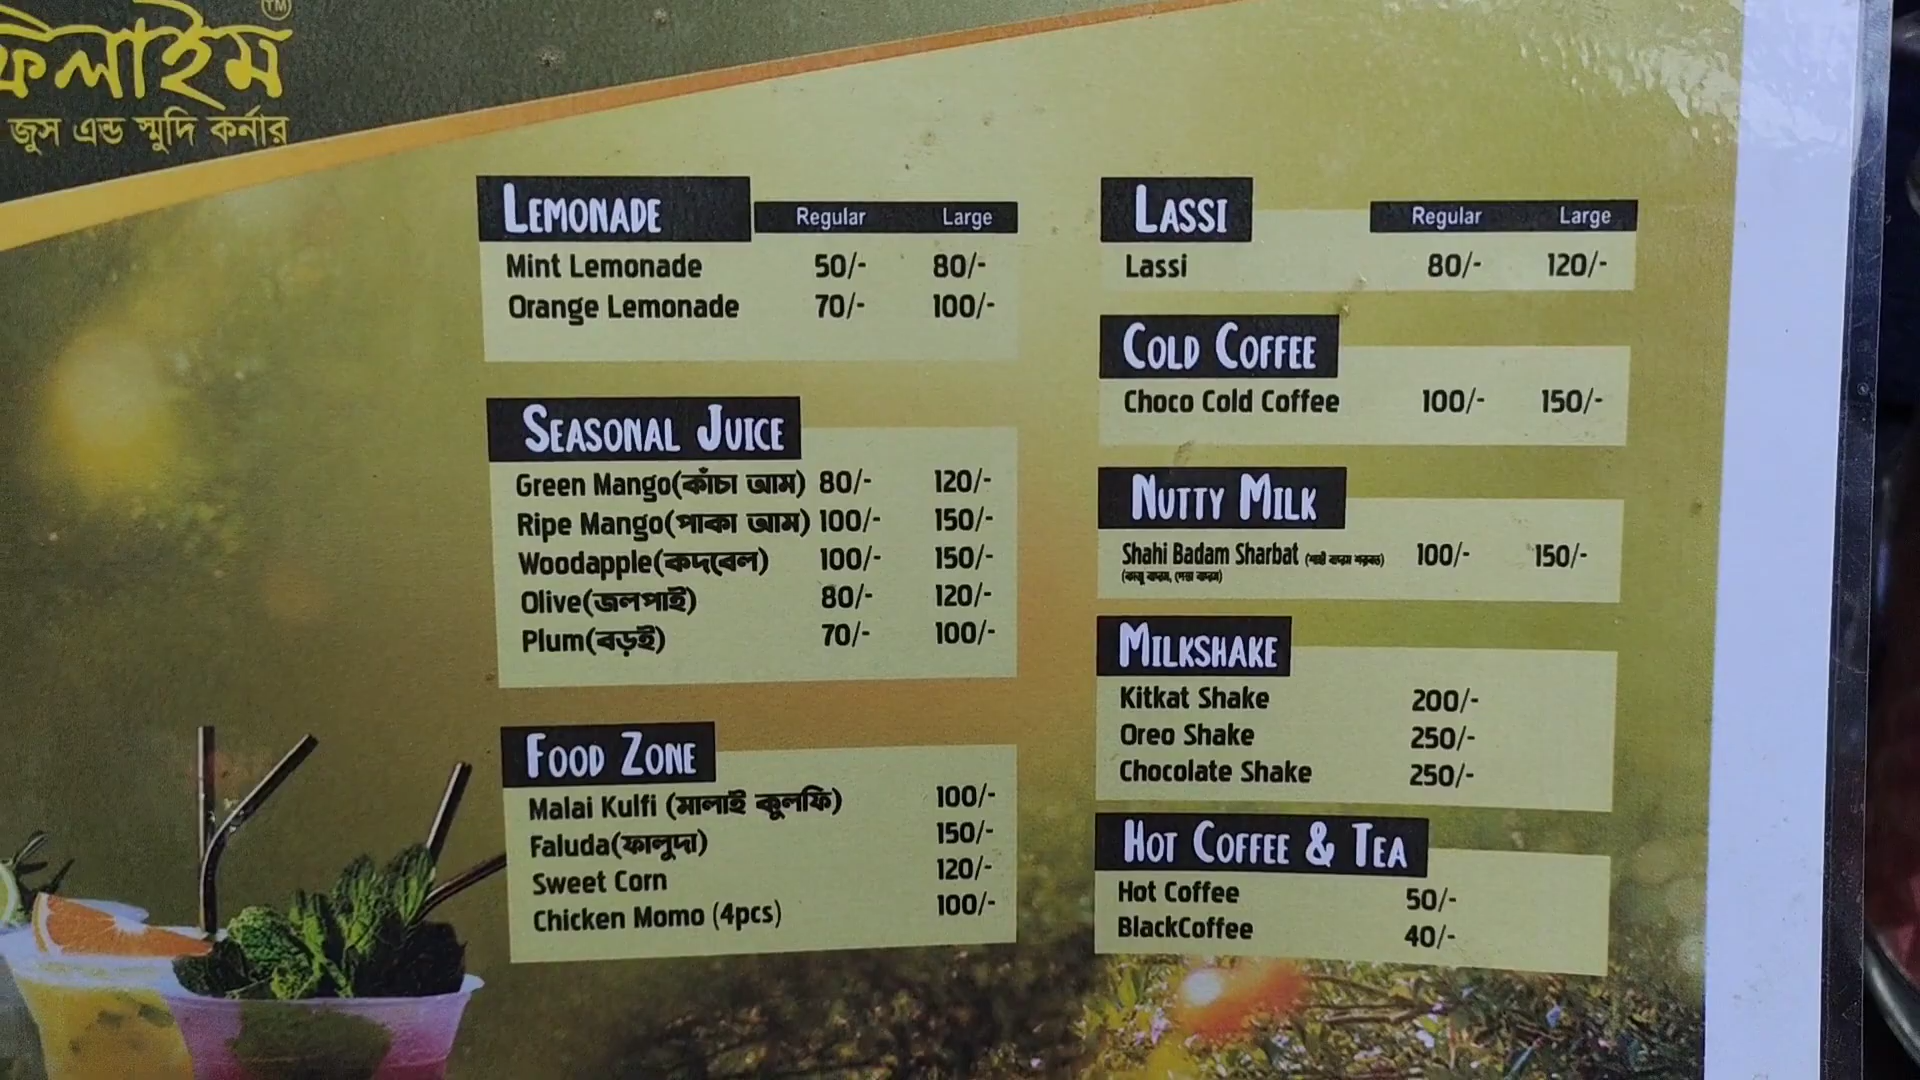 TM
জুস এন্ড স্মুদি কর্নার
LEMONADE Regular Large
Mint Lemonade 50/- 80/-
Orange Lemonade 70/- 100/-
SEASONAL JUICE
Green Mango(কাঁচা আম) 80/- 120/-
Ripe Mango(পাকা আম) 100/- 150/-
Woodapple(কদবেল) 100/- 150/-
Olive(জলপাই) 80/- 120/-
Plum(বড়ই) 70/- 100/-
FOOD ZONE
Malai Kulfi (মালাই কুলফি) 100/-
Faluda(ফালুদা) 150/-
Sweet Corn 120/-
Chicken Momo (4pcs) 100/-
LASSI Regular Large
Lassi 80/- 120/-
COLD COFFEE
Choco Cold Coffee 100/- 150/-
NUTTY MILK
Shahi Badam Sharbat (শাহী বাদাম শরবত) 100/- 150/-
(কাজু বাদাম, পেস্তা বাদাম)
MILKSHAKE
Kitkat Shake 200/-
Oreo Shake 250/-
Chocolate Shake 250/-
HOT COFFEE & TEA
Hot Coffee 50/-
BlackCoffee 40/-